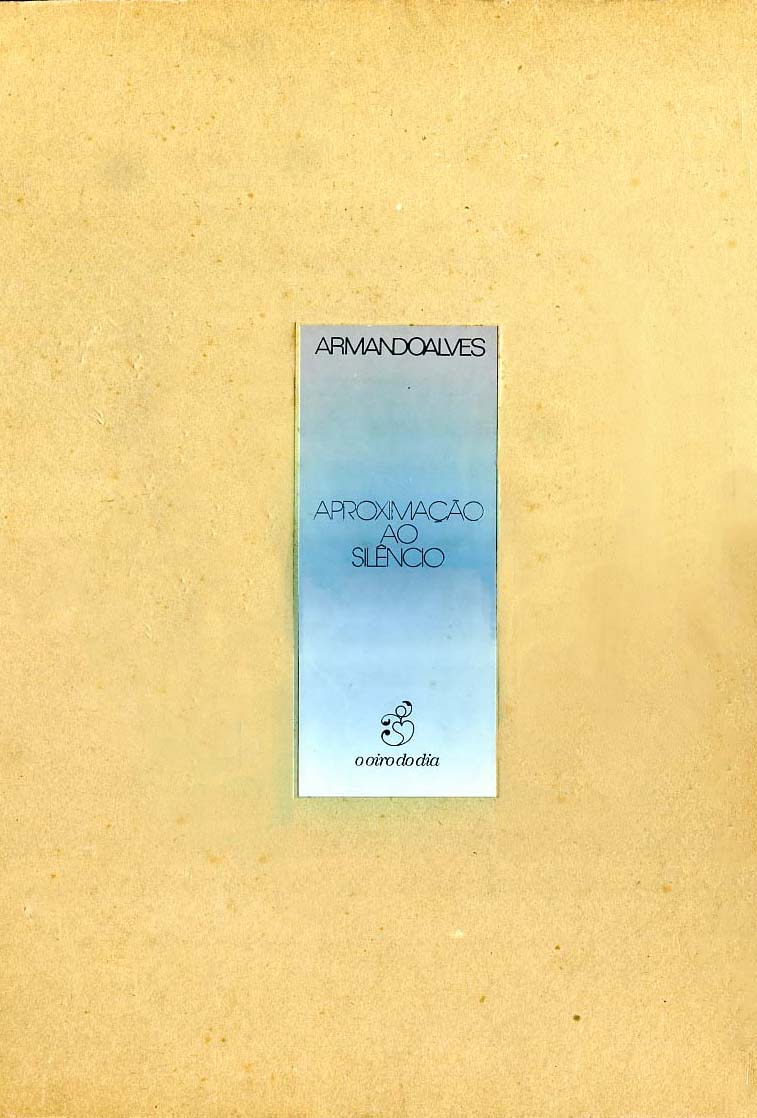 ARMANDOALVES
APROXIMAÇÃO
AO
SILÊNCIO
o oiro do dia